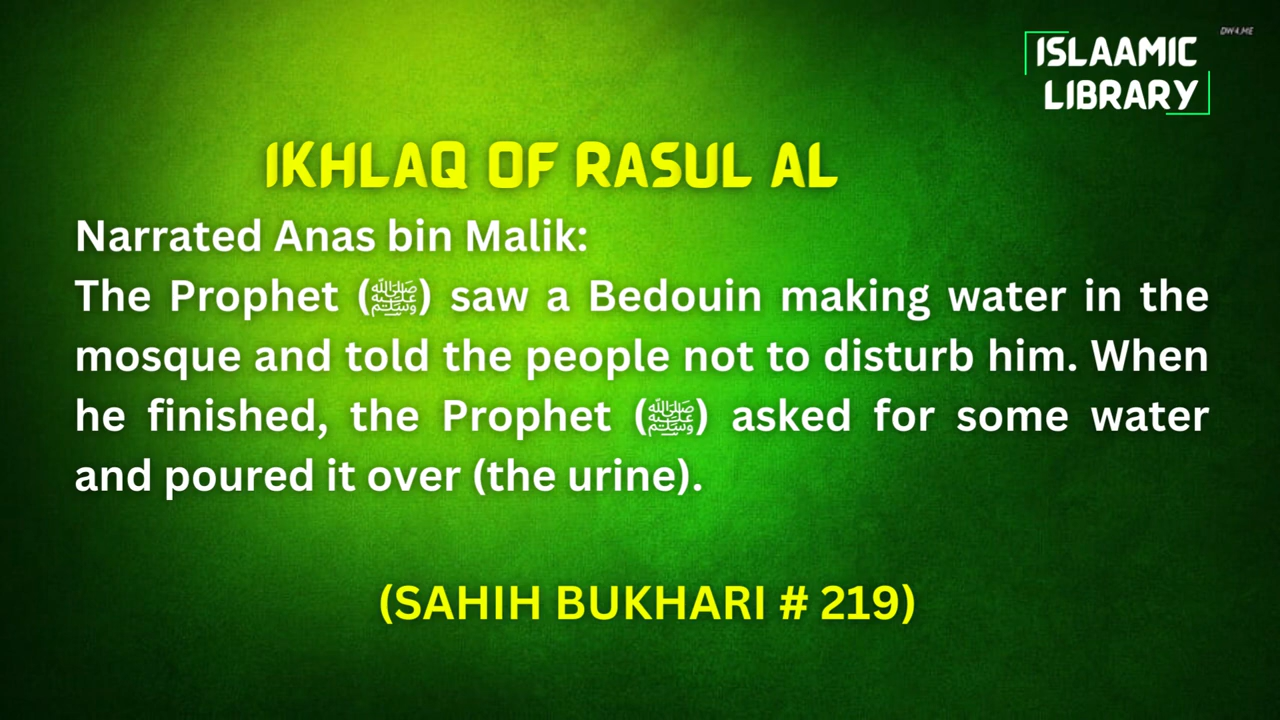 DW4.ME
ISLAAMIC
LIBRARY
IKHLAQ OF RASUL AL
Narrated Anas bin Malik:
The Prophet (ﷺ) saw a Bedouin making water in the
mosque and told the people not to disturb him. When
he finished, the Prophet (ﷺ) asked for some water
and poured it over (the urine).
(SAHIH BUKHARI # 219)